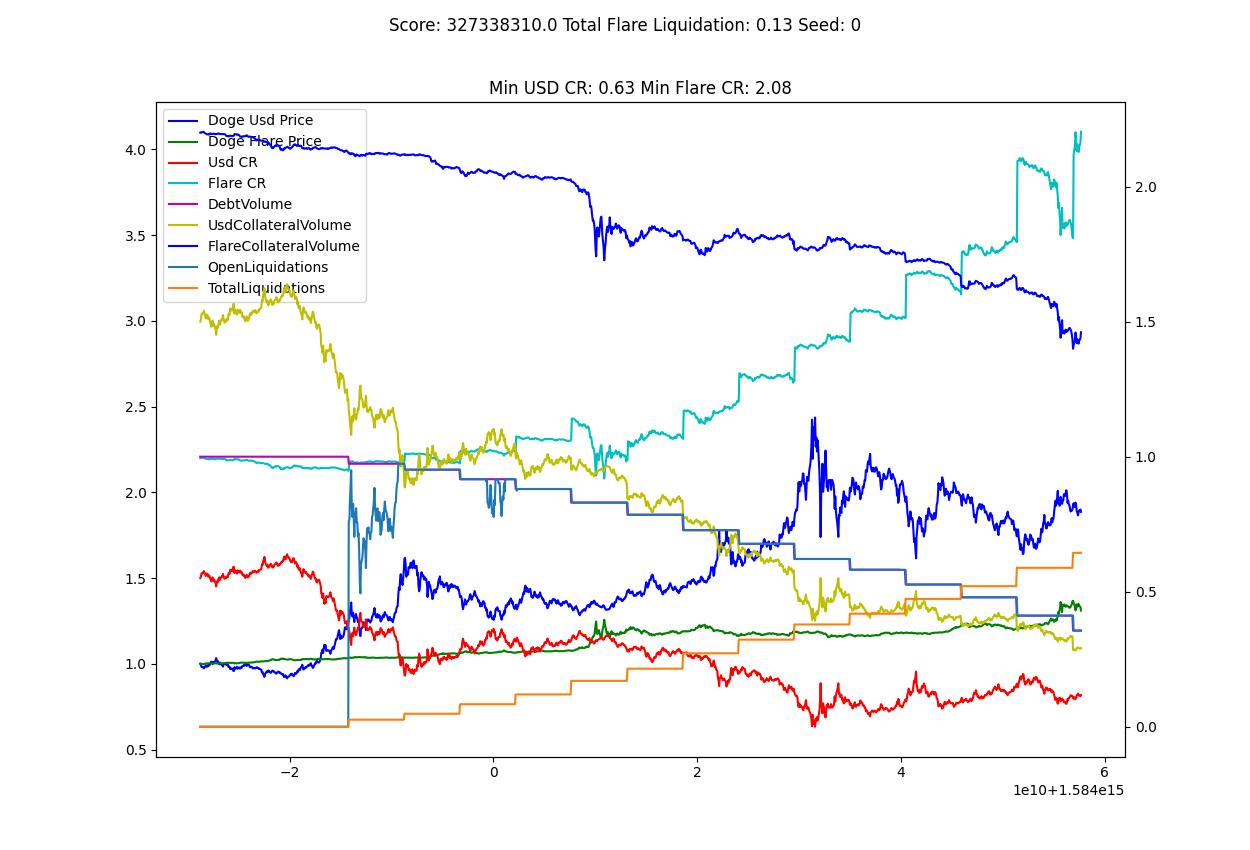 Score: 327338310.0 Total Flare Liquidation: 0.13 Seed: 0
Min USD CR: 0.63 Min Flare CR: 2.08
Doge Usd Price
Doge Flare Price
Usd CR
Flare CR
DebtVolume
UsdCollateralVolume
FlareCollateralVolume
OpenLiquidations
TotalLiquidations
4.0
3.5
3.0
2.5
2.0
1.5
1.0
0.5
2.0
1.5
1.0
0.5
0.0
−2 0 2 4 6
1e10+1.584e15